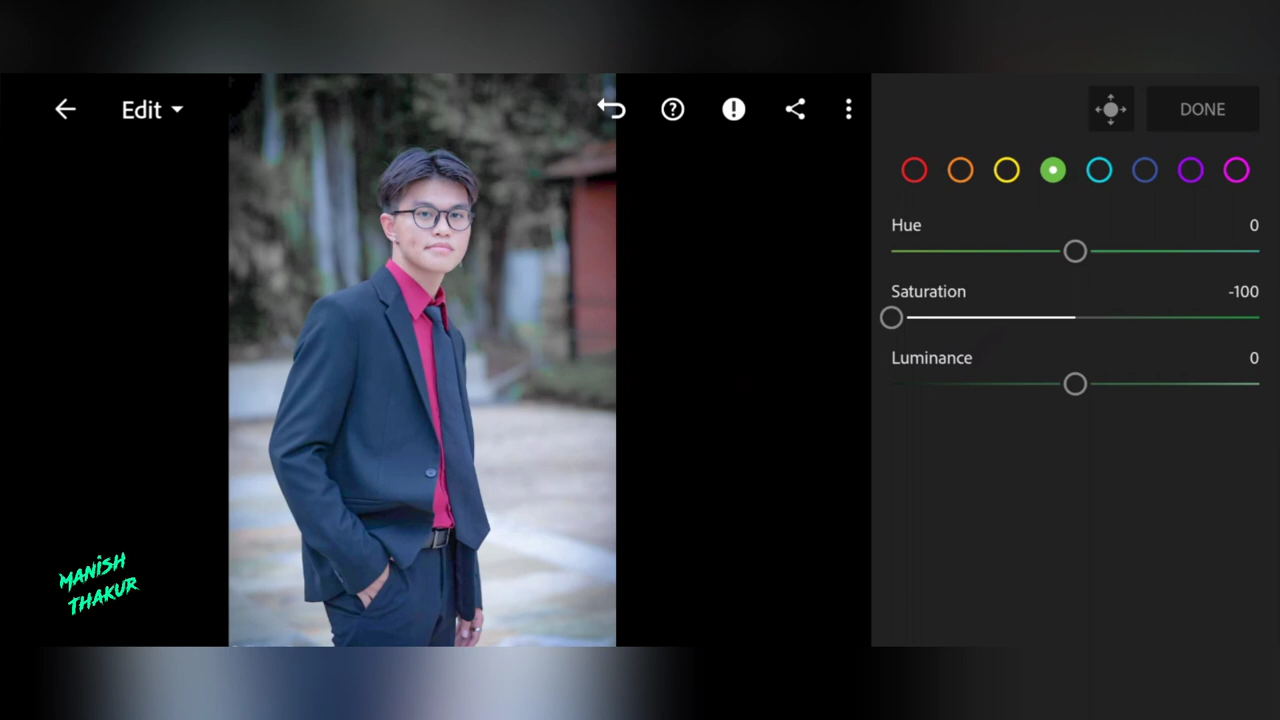 Edit
DONE
Hue 0
Saturation -100
Luminance 0
MANISH
THAKUR